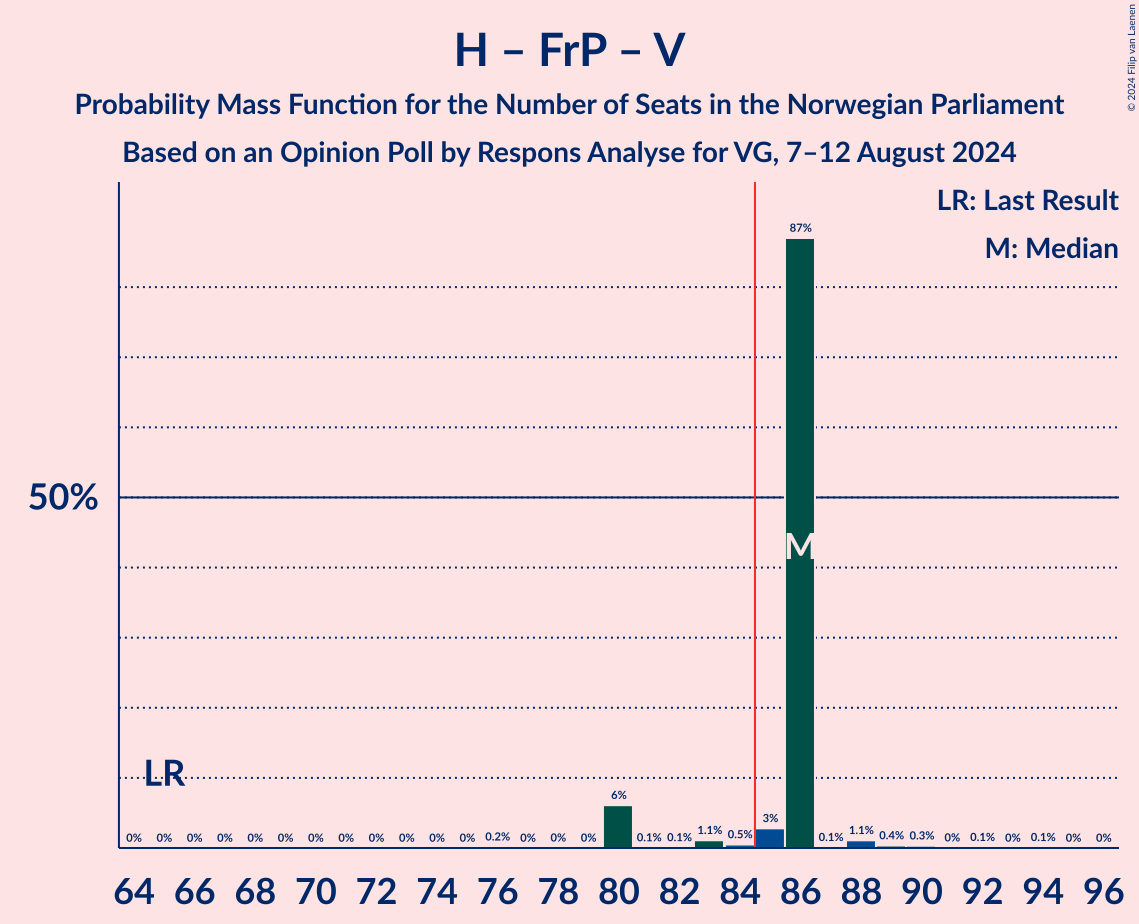 H – FrP – V
Probability Mass Function for the Number of Seats in the Norwegian Parliament
Based on an Opinion Poll by Respons Analyse for VG, 7–12 August 2024
© 2024 Filip van Laenen
LR: Last Result
M: Median
87%
50%
M
LR
6%
3%
0% 0% 0% 0% 0% 0% 0% 0% 0% 0% 0% 0% 0.2% 0% 0% 0% 0.1% 0.1% 1.1% 0.5% 0.1% 1.1% 0.4% 0.3% 0% 0.1% 0% 0.1% 0% 0%
64 66 68 70 72 74 76 78 80 82 84 86 88 90 92 94 96